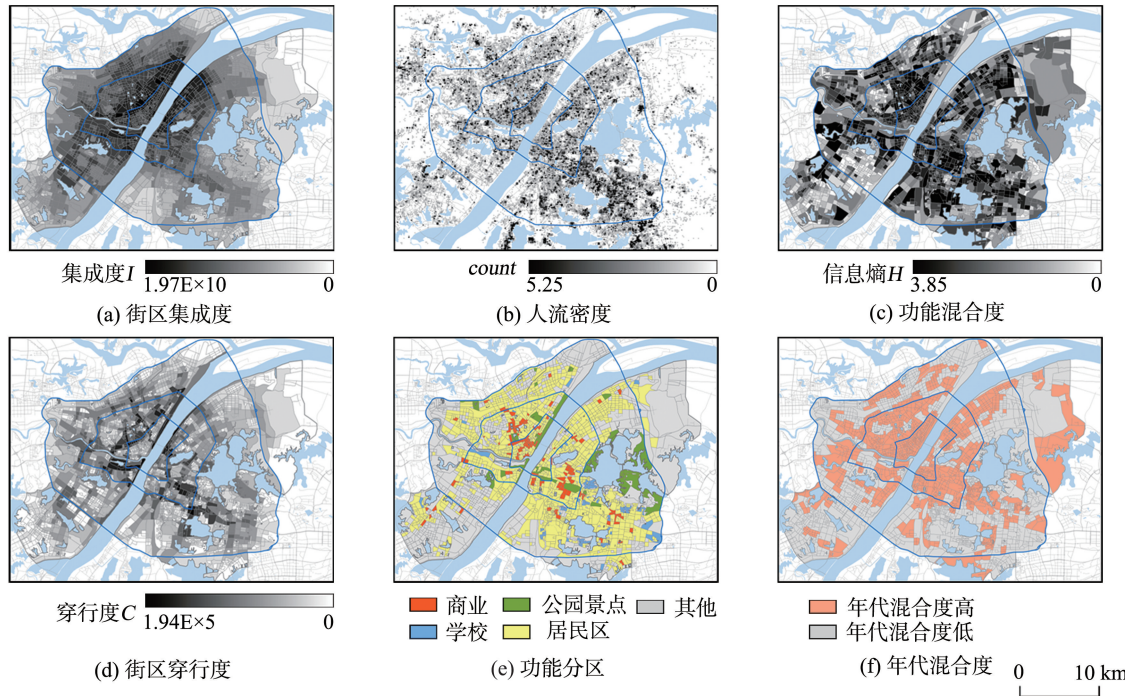 集成度I
1.97E×10
0
(a) 街区集成度
count
5.25
0
(b) 人流密度
信息熵H
3.85
0
(c) 功能混合度
穿行度C
1.94E×5
0
(d) 街区穿行度
商业
公园景点
其他
学校
居民区
(e) 功能分区
年代混合度高
年代混合度低
(f) 年代混合度
0
10 km